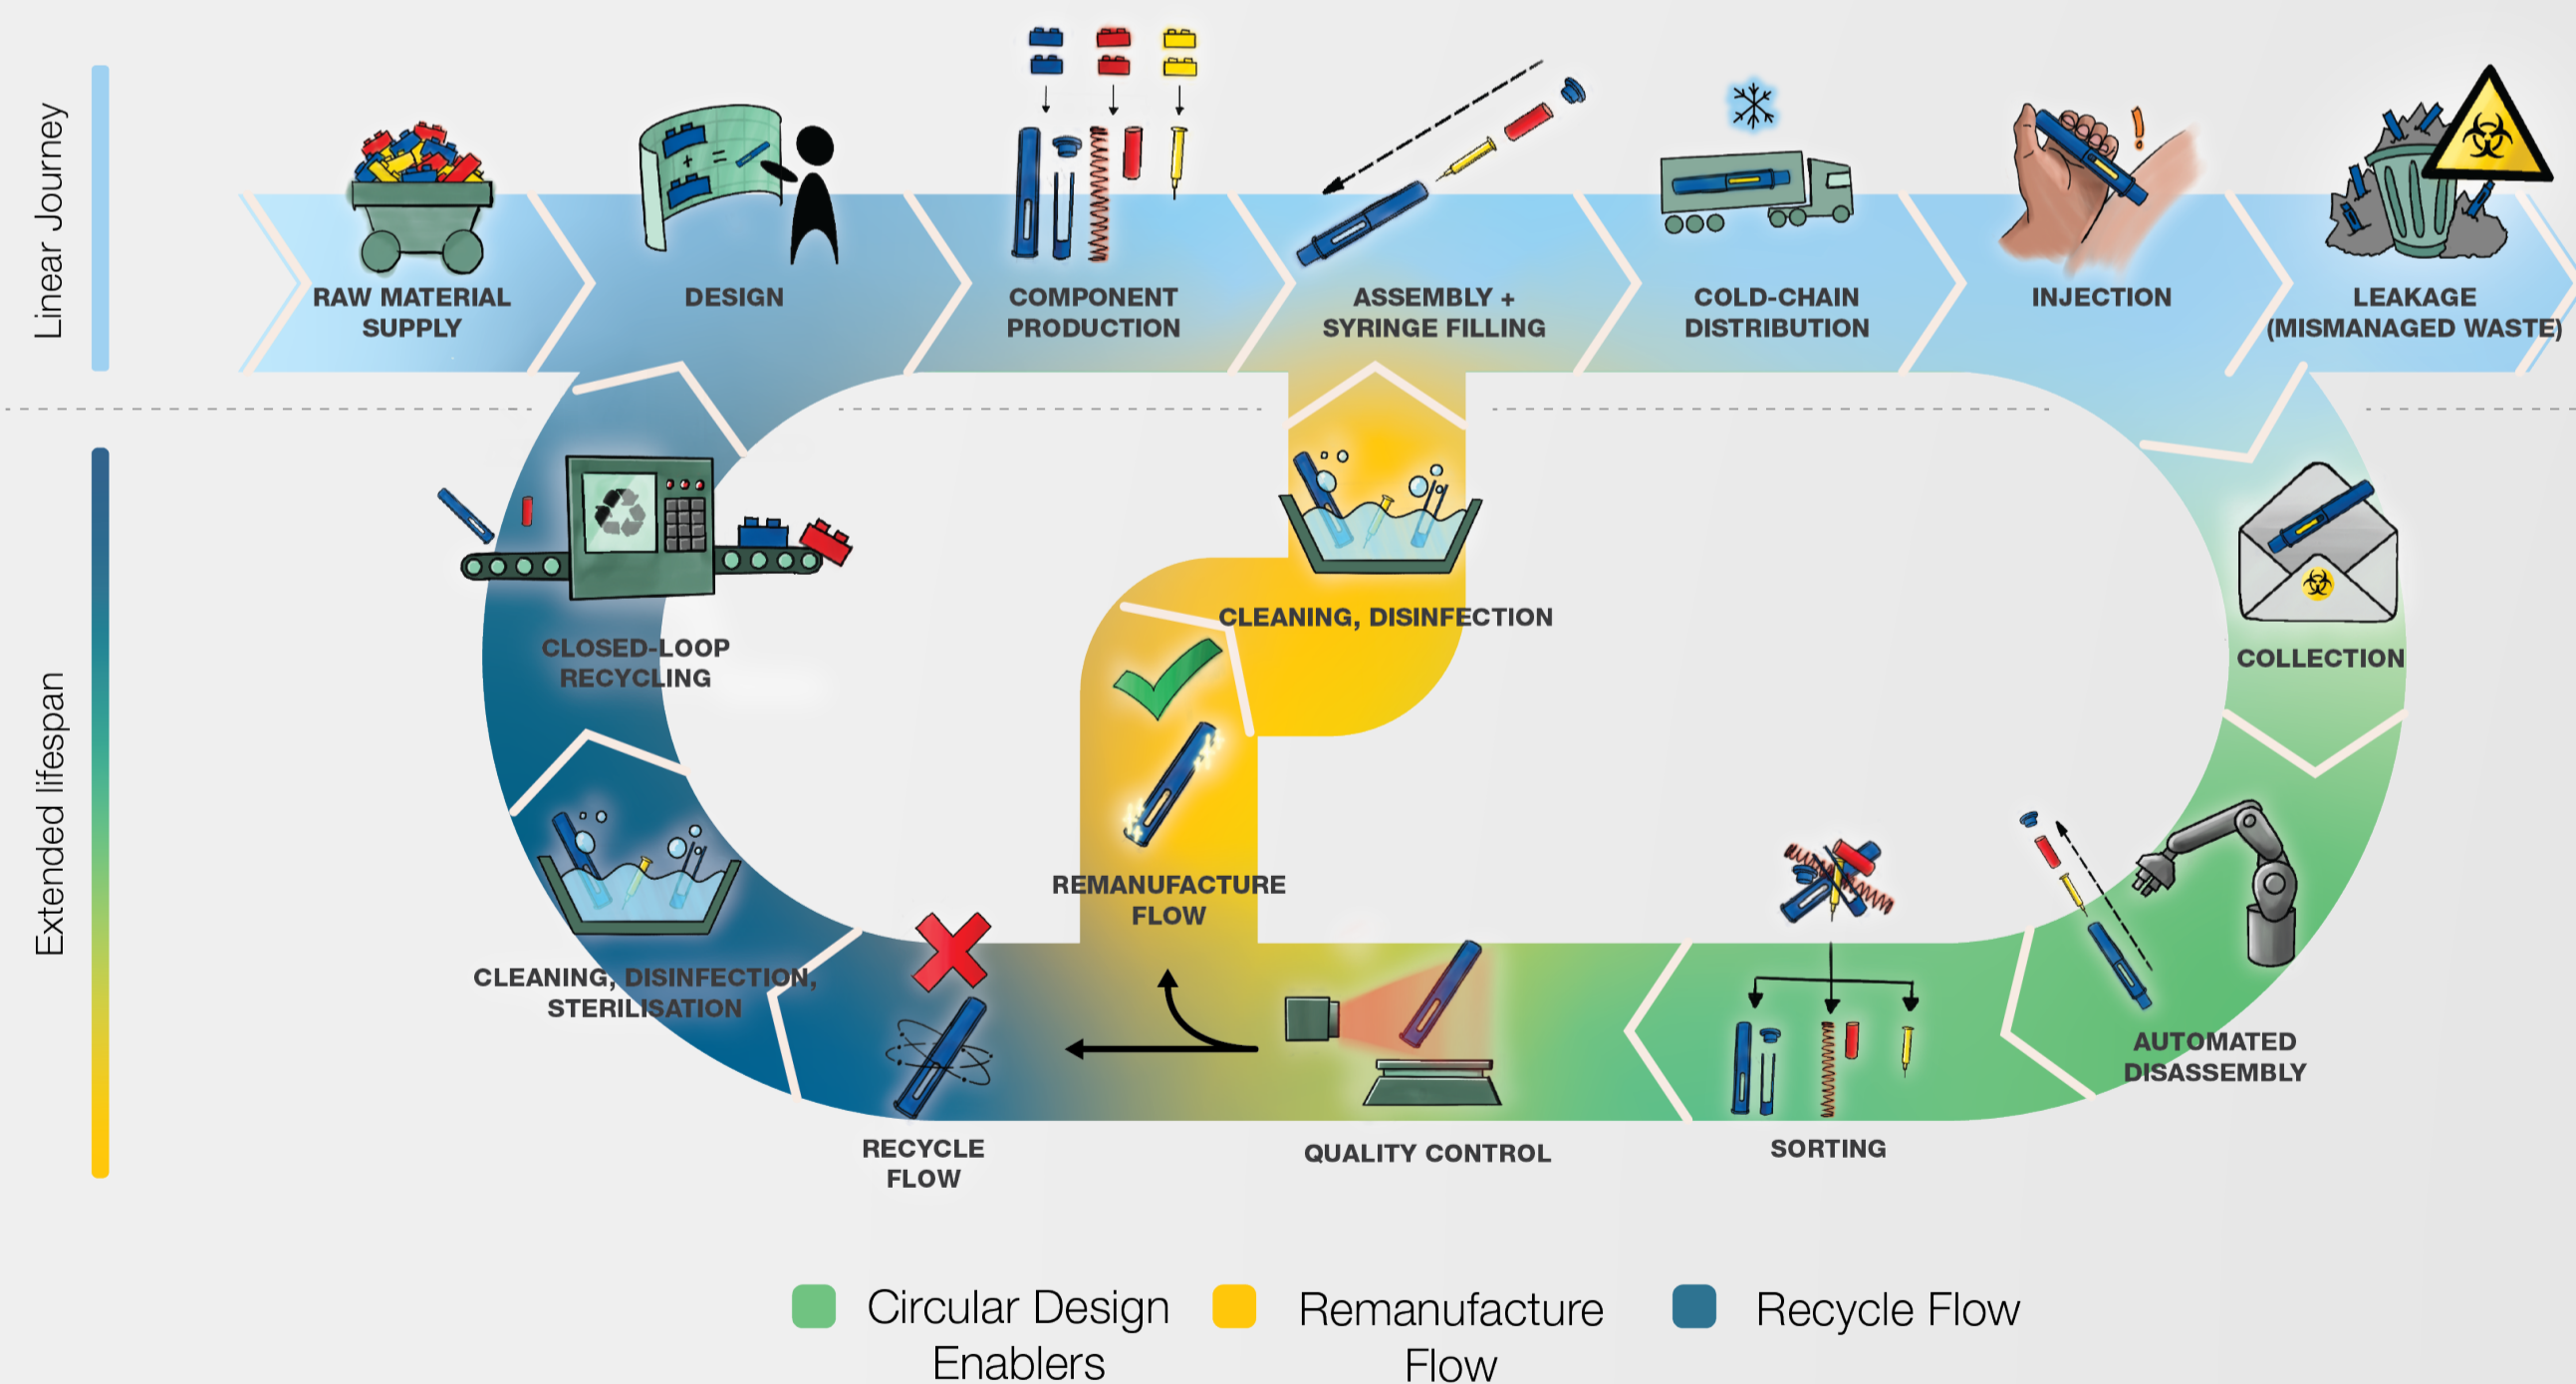 Linear Journey
RAW MATERIAL
SUPPLY
DESIGN
COMPONENT
PRODUCTION
ASSEMBLY +
SYRINGE FILLING
COLD-CHAIN
DISTRIBUTION
INJECTION
LEAKAGE
(MISMANAGED WASTE)
Extended lifespan
CLOSED-LOOP
RECYCLING
CLEANING, DISINFECTION
COLLECTION
REMANUFACTURE
FLOW
CLEANING, DISINFECTION,
STERILISATION
AUTOMATED
DISASSEMBLY
RECYCLE
FLOW
QUALITY CONTROL
SORTING
Circular Design
Enablers
Remanufacture
Flow
Recycle Flow